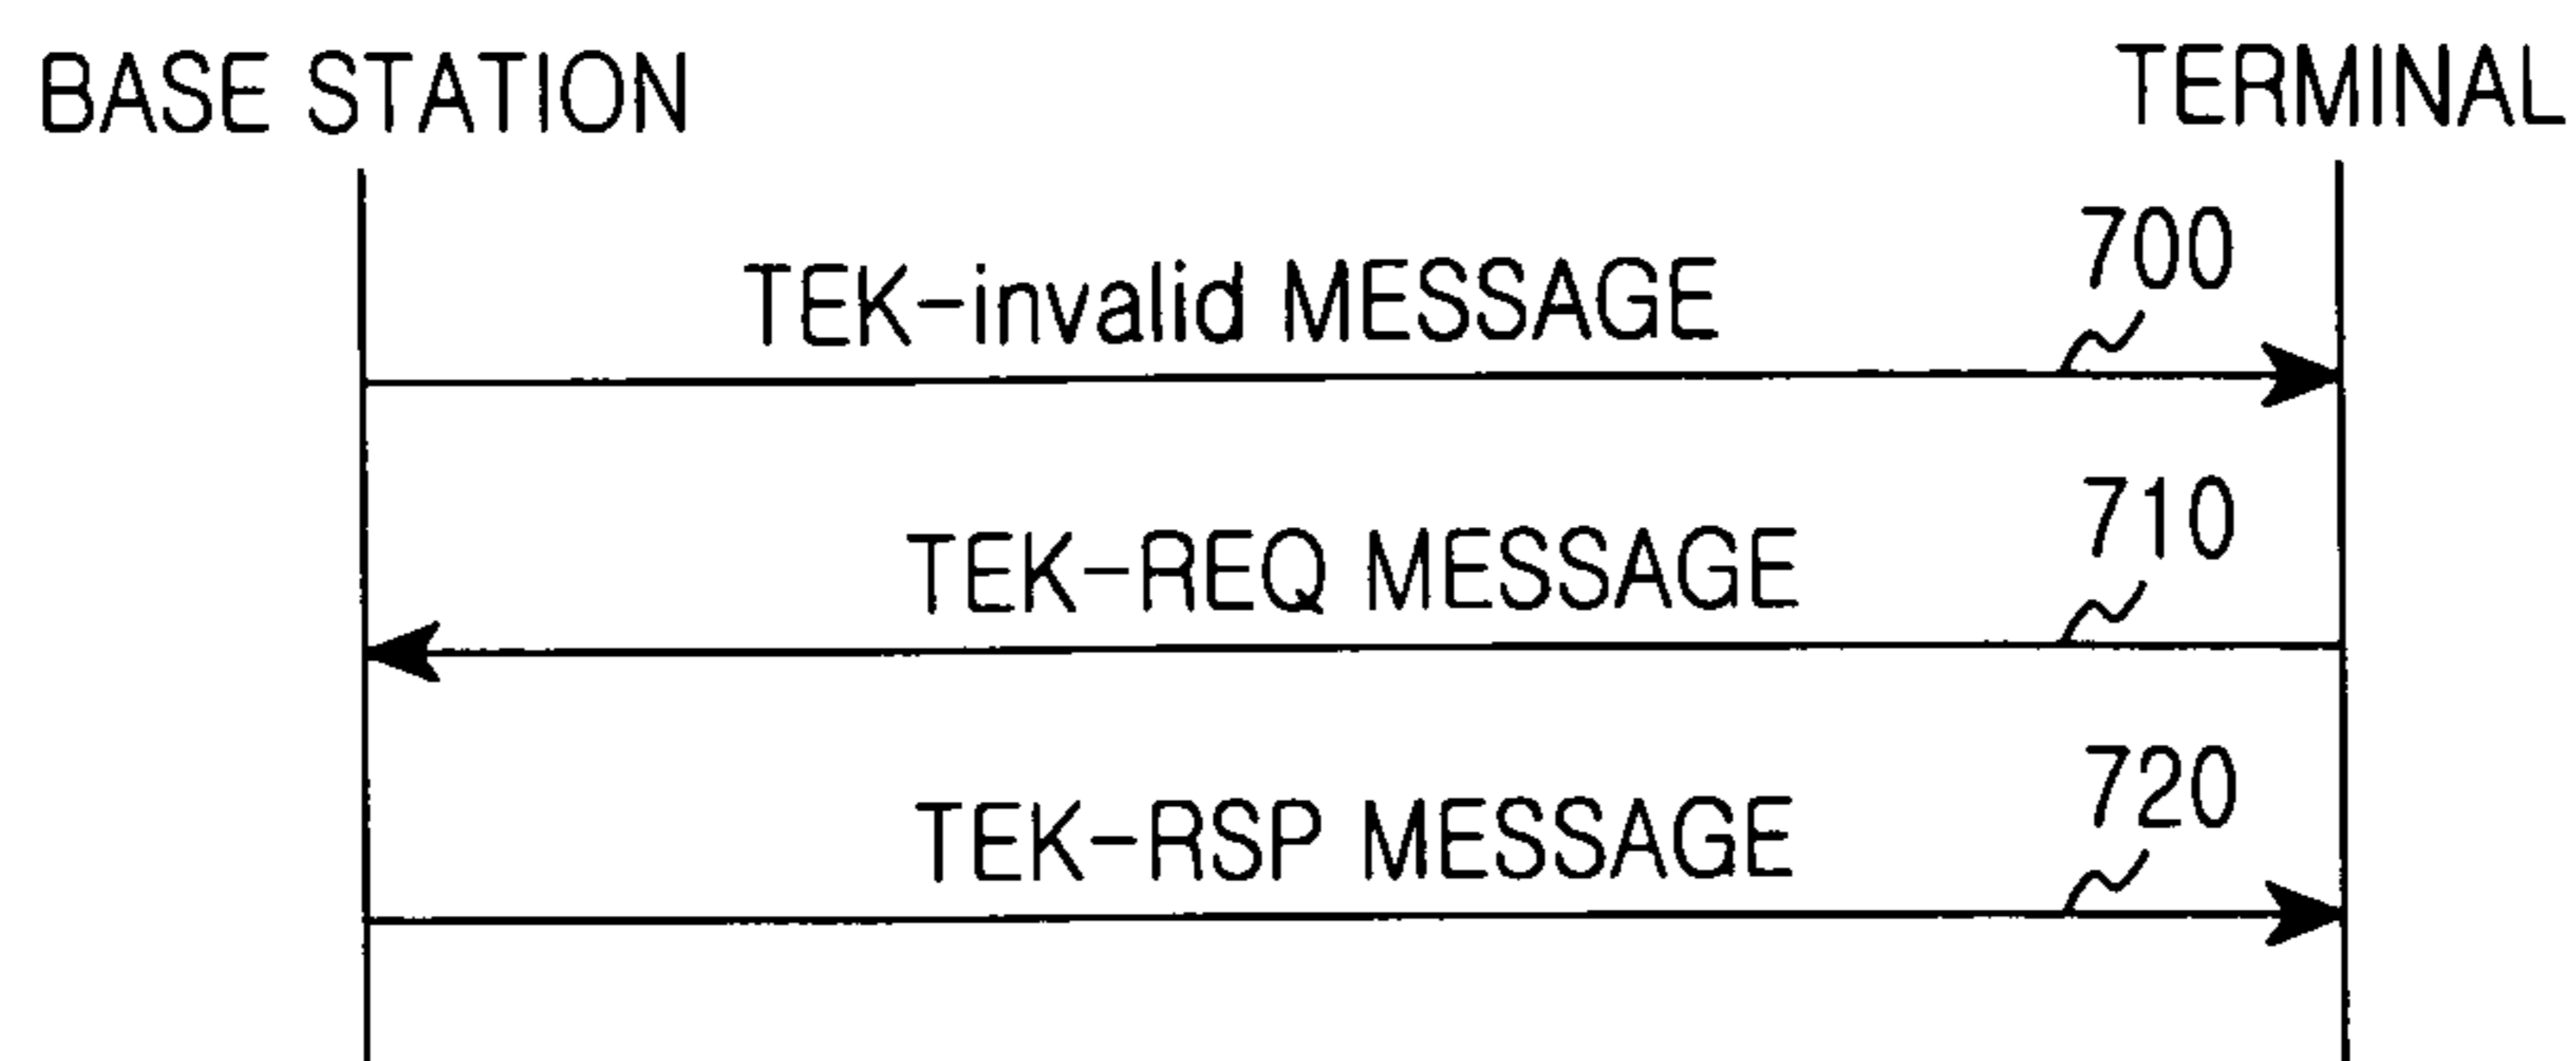 BASE STATION
TERMINAL
700
TEK-invalid MESSAGE
710
TEK-REQ MESSAGE
720
TEK-RSP MESSAGE